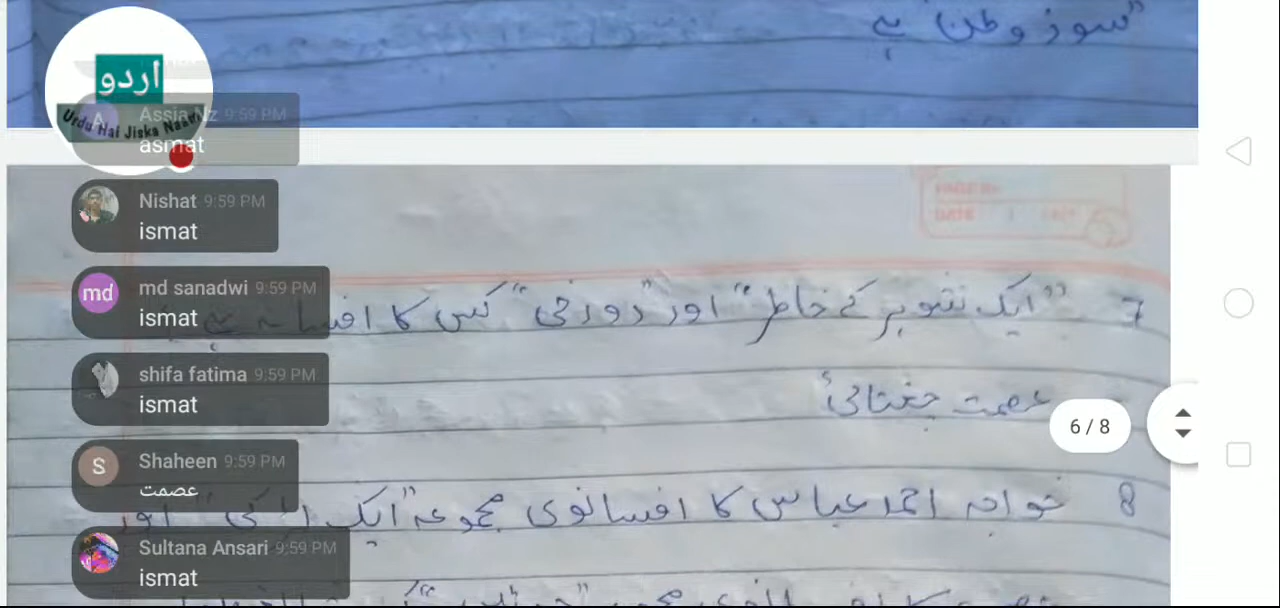 "سوز وطن ہے
اردو
Urdu Hai Jiska Naam
Assia Nz 9:59 PM
asmat
Nishat 9:59 PM
ismat
md sanadwi 9:59 PM
ismat
7 "ایک شوہر کے خاطر" اور "دوزخی" کس کا افسانہ ہے
shifa fatima 9:59 PM
ismat
عصمت چغتائی
6 / 8
Shaheen 9:59 PM
عصمت
8 خواجہ احمد عباس کا افسانوی مجموعہ "ایک لڑکی" اور
Sultana Ansari 9:59 PM
ismat